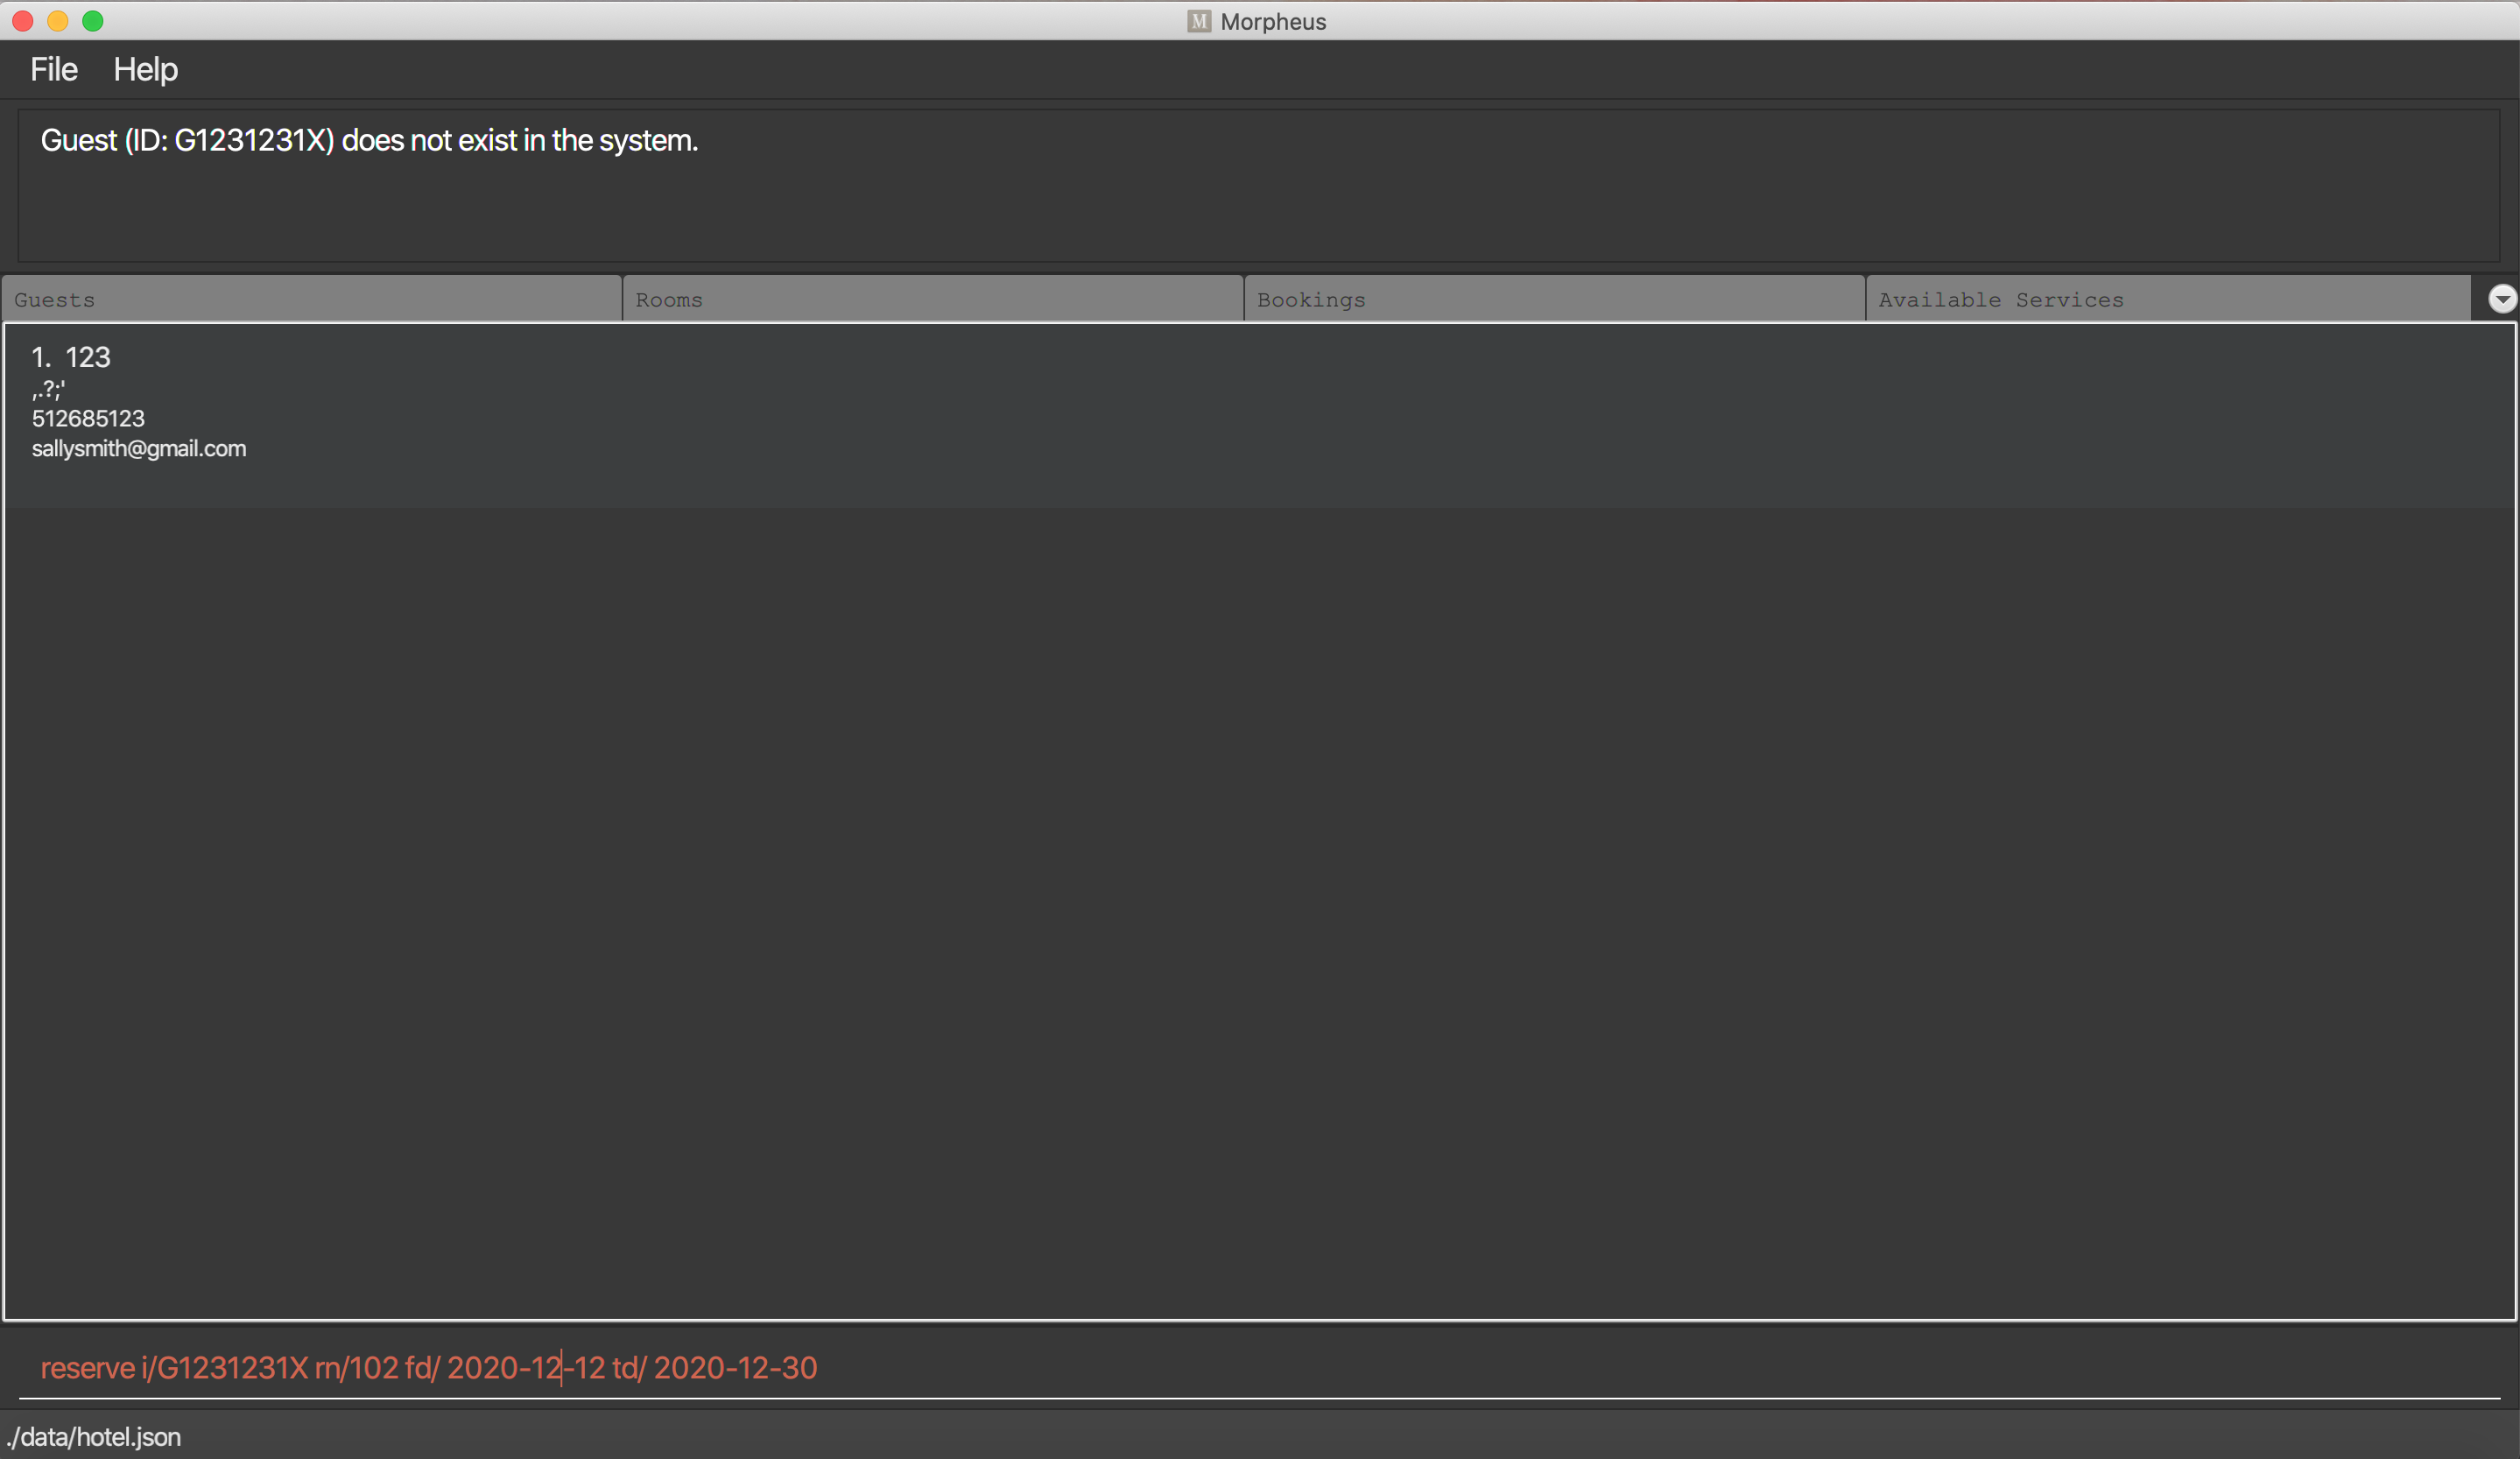 M Morpheus
File Help
Guest (ID: G1231231X) does not exist in the system.
Guests Rooms Bookings Available Services
1. 123
,.?;'
512685123
sallysmith@gmail.com
reserve i/G1231231X rn/102 fd/ 2020-12-12 td/ 2020-12-30
./data/hotel.json